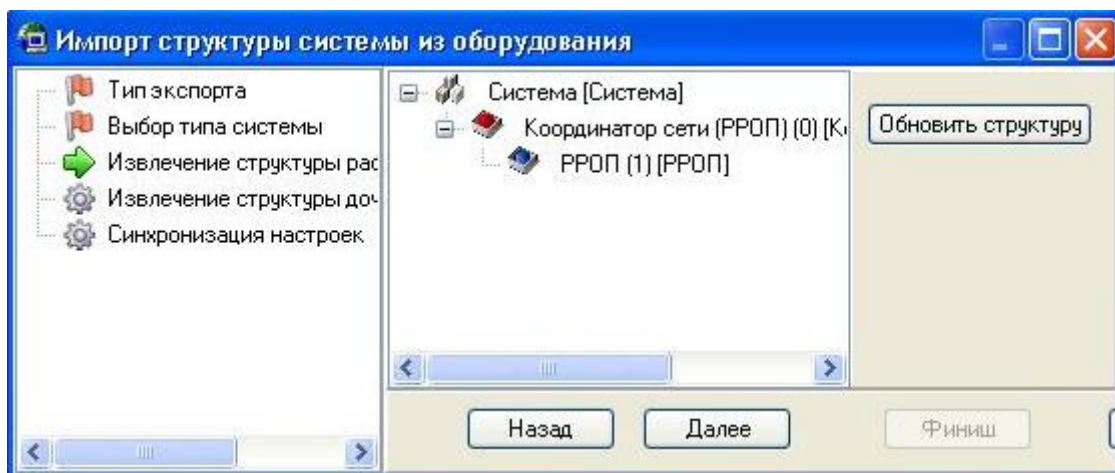 Импорт структуры системы из оборудования
Тип экспорта
Выбор типа системы
Извлечение структуры рас
Извлечение структуры доч
Синхронизация настроек
Система [Система]
Координатор сети (РРОП) (0) [К
РРОП (1) [РРОП]
Обновить структуру
Назад
Далее
Финиш